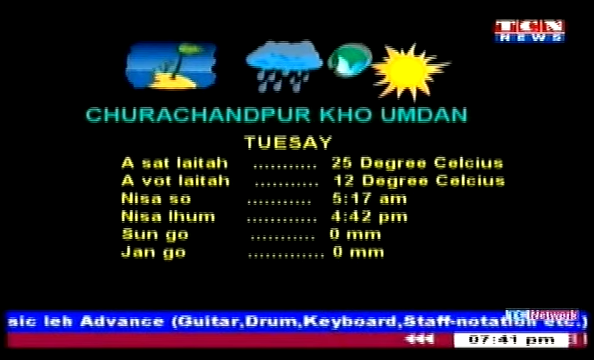 TCN
NEWS
CHURACHANDPUR KHO UMDAN
TUESAY
A sat laitah ........... 25 Degree Celcius
A vot laitah ........... 12 Degree Celcius
Nisa so ........... 5:17 am
Nisa lhum ............ 4:42 pm
Sun go ........... 0 mm
Jan go ............. 0 mm
Network
sic leh Advance (Guitar,Drum,Keyboard,Staff-notation etc.)
07:41 pm